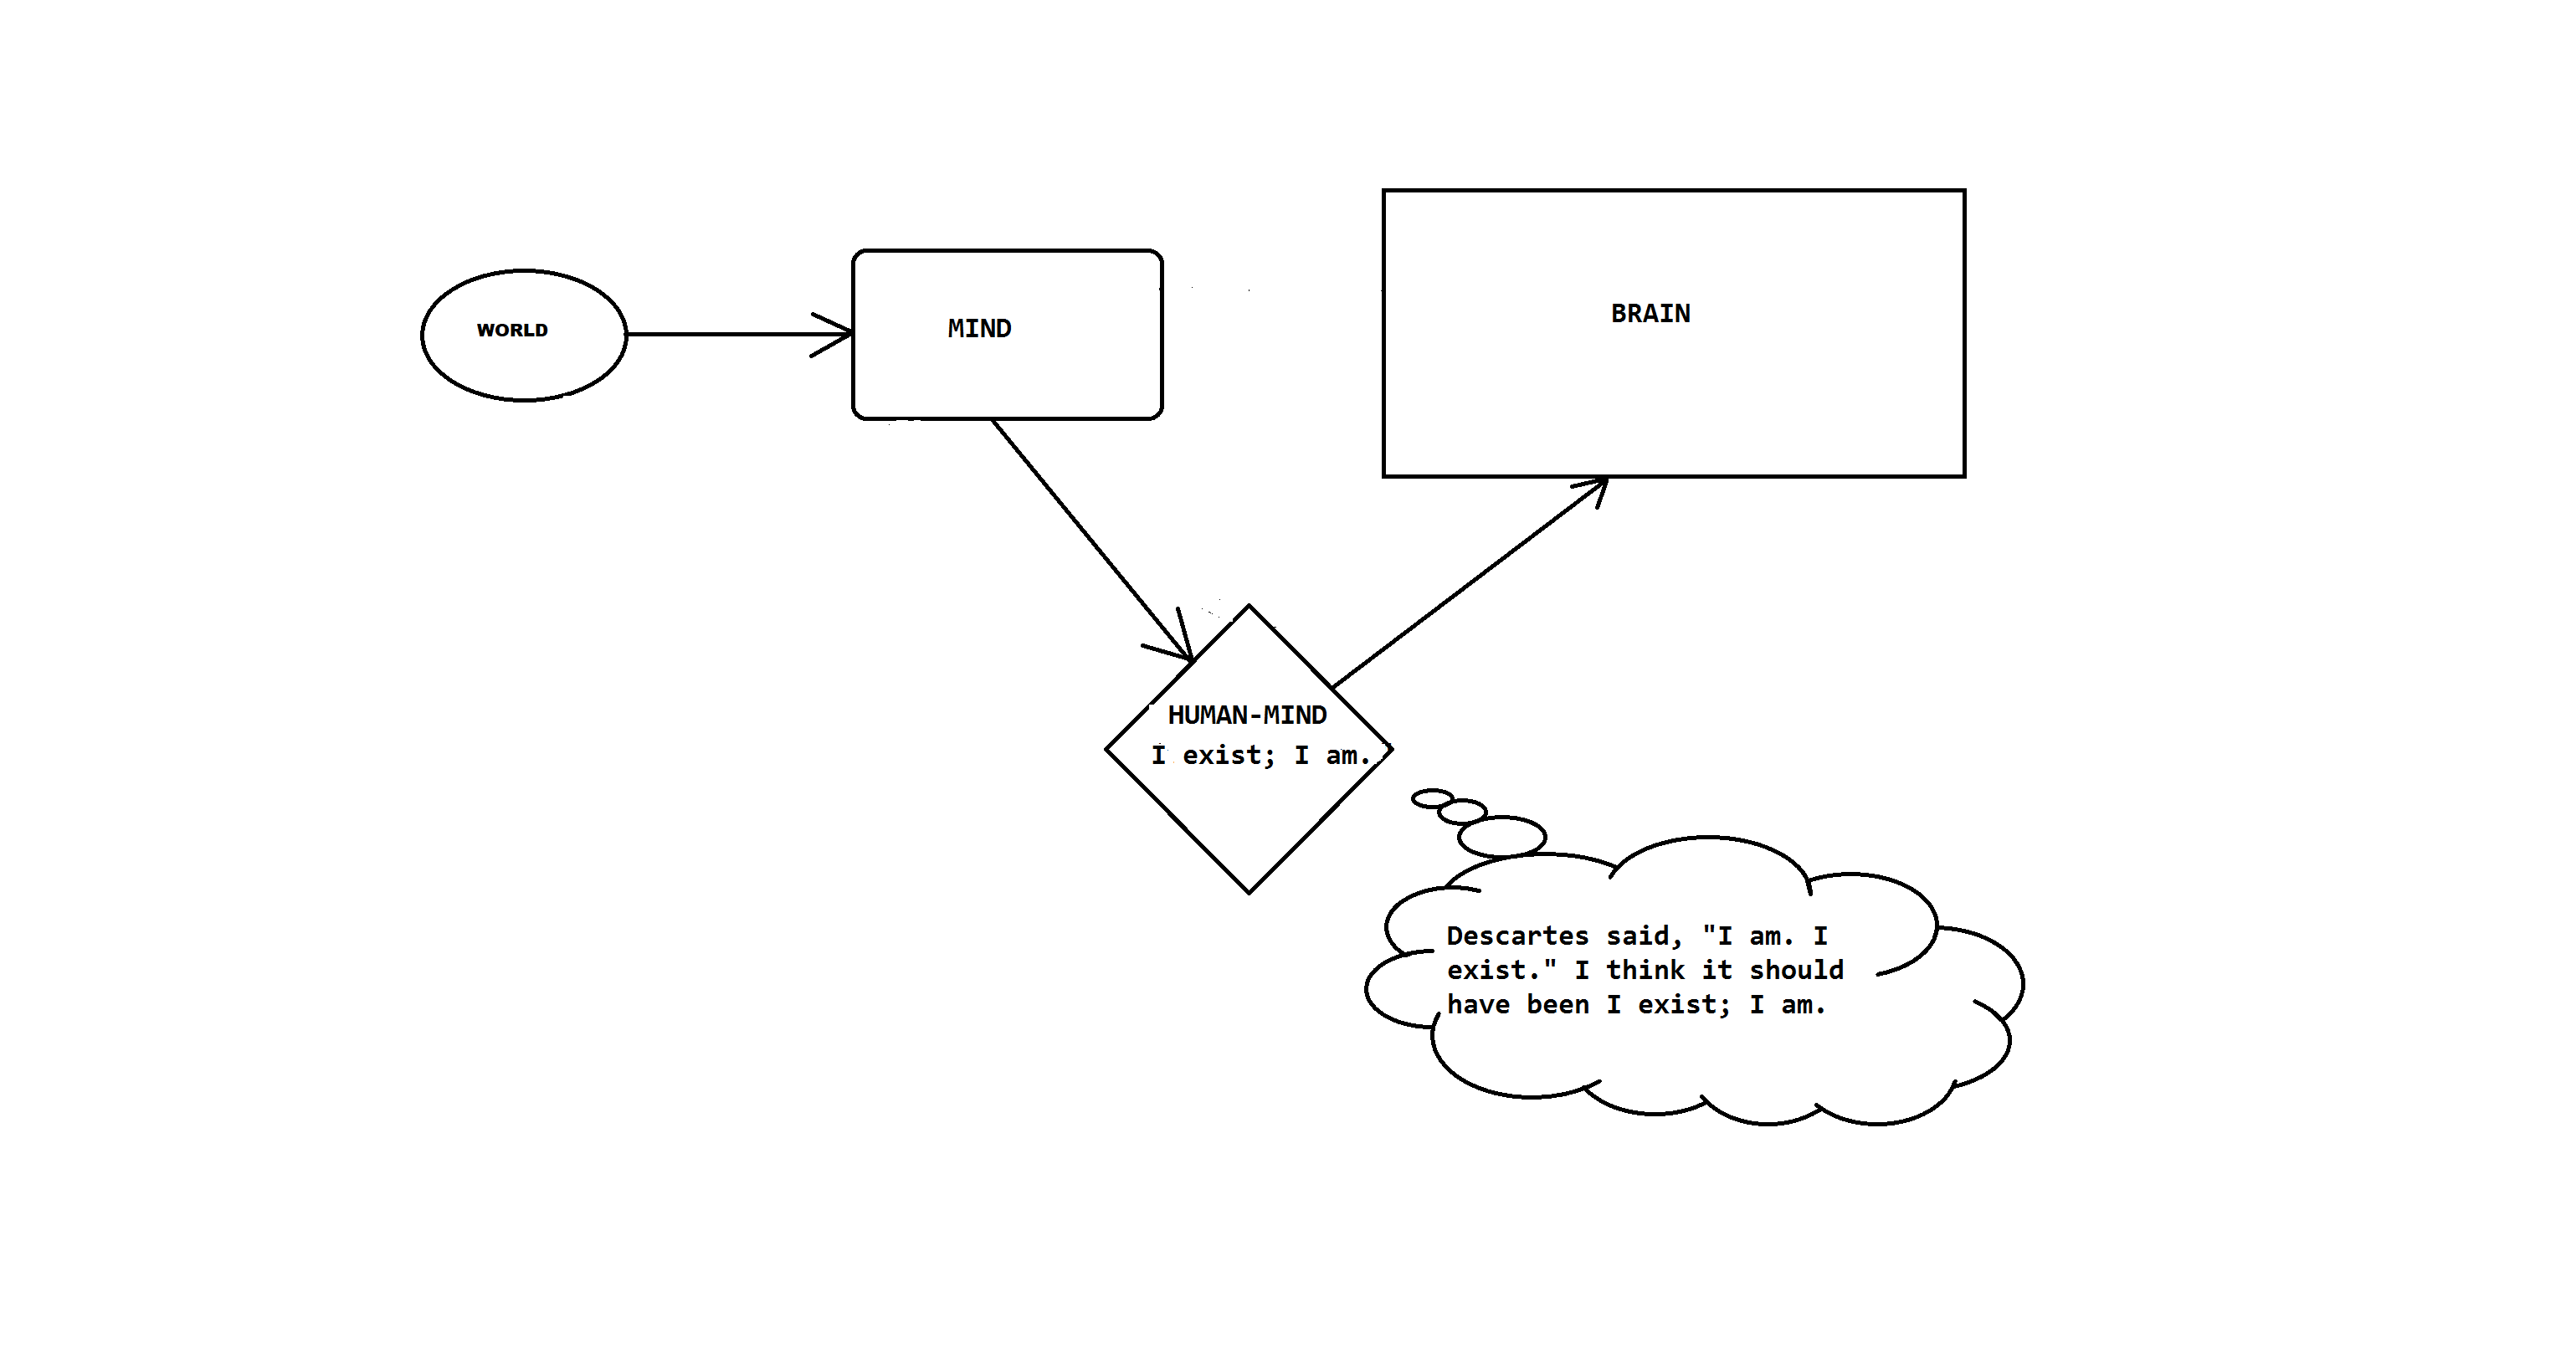 WORLD
MIND
BRAIN
HUMAN-MIND
I exist; I am.
Descartes said, "I am. I
exist." I think it should
have been I exist; I am.